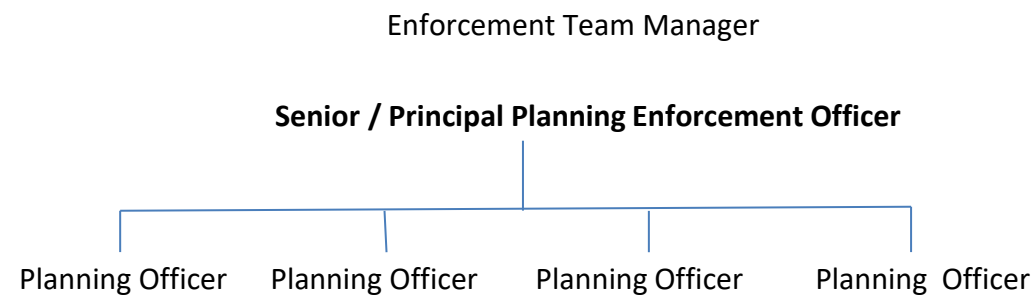 Enforcement Team Manager
Senior / Principal Planning Enforcement Officer
Planning Officer Planning Officer Planning Officer Planning Officer